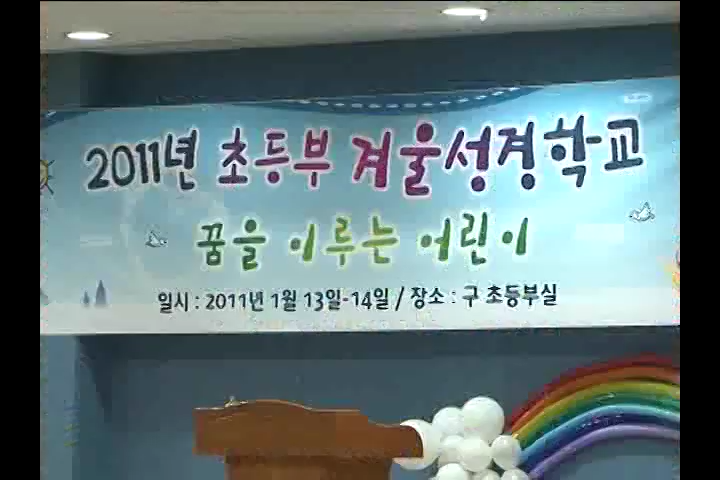 2011년 초등부 겨울성경학교
꿈을 이루는 어린이
일시 : 2011년 1월 13일-14일 / 장소 : 구 초등부실